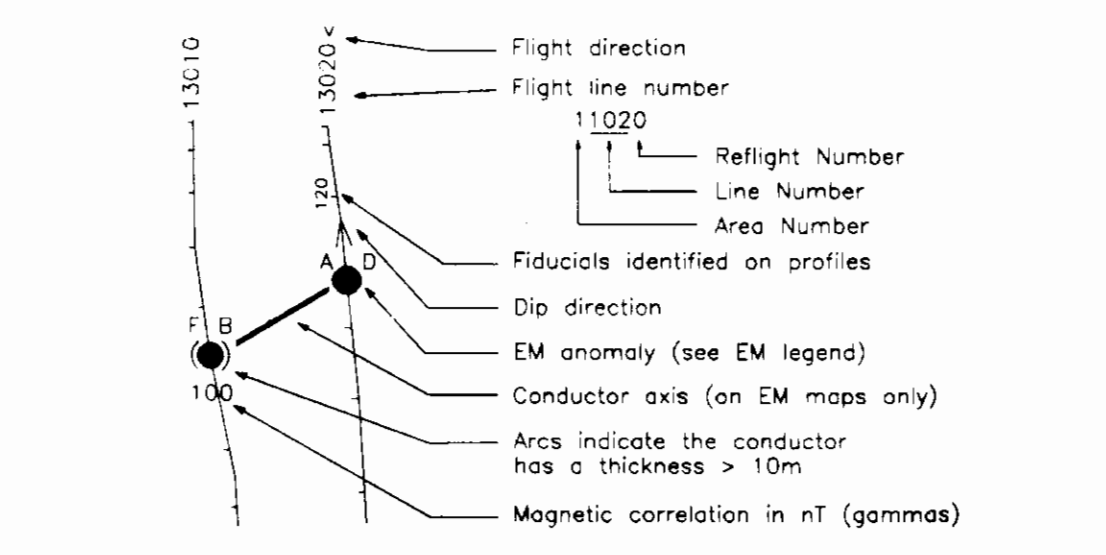 13010
13020 <
Flight direction
Flight line number
11020
Reflight Number
Line Number
Area Number
120
A D
Fiducials identified on profiles
Dip direction
F B
EM anomaly (see EM legend)
100
Conductor axis (on EM maps only)
Arcs indicate the conductor
has a thickness > 10m
Magnetic correlation in nT (gammas)